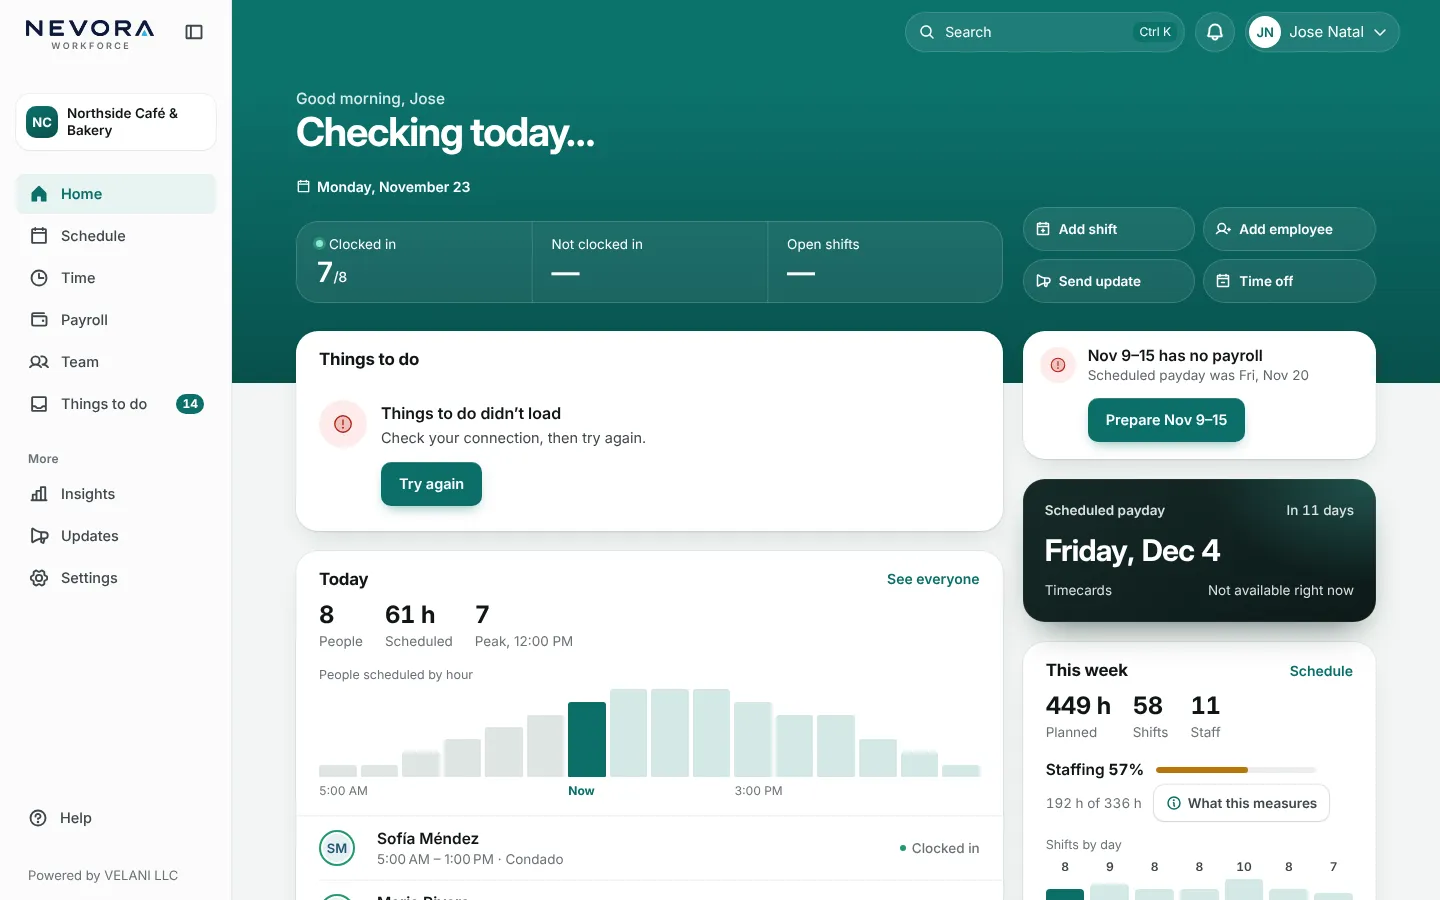 NEVORA
WORKFORCE
Search
Ctrl K
JN
Jose Natal
NC
Northside Café &
Bakery
Home
Schedule
Time
Payroll
Team
Things to do
14
More
Insights
Updates
Settings
Help
Powered by VELANI LLC
Good morning, Jose
Checking today...
Monday, November 23
Clocked in
7/8
Not clocked in
—
Open shifts
—
Add shift
Add employee
Send update
Time off
Things to do
Things to do didn’t load
Check your connection, then try again.
Try again
Nov 9–15 has no payroll
Scheduled payday was Fri, Nov 20
Prepare Nov 9–15
Scheduled payday
In 11 days
Friday, Dec 4
Timecards
Not available right now
Today
See everyone
8
People
61 h
Scheduled
7
Peak, 12:00 PM
People scheduled by hour
5:00 AM
Now
3:00 PM
SM
Sofía Méndez
5:00 AM – 1:00 PM · Condado
Clocked in
This week
Schedule
449 h
Planned
58
Shifts
11
Staff
Staffing 57%
192 h of 336 h
What this measures
Shifts by day
8 9 8 8 10 8 7